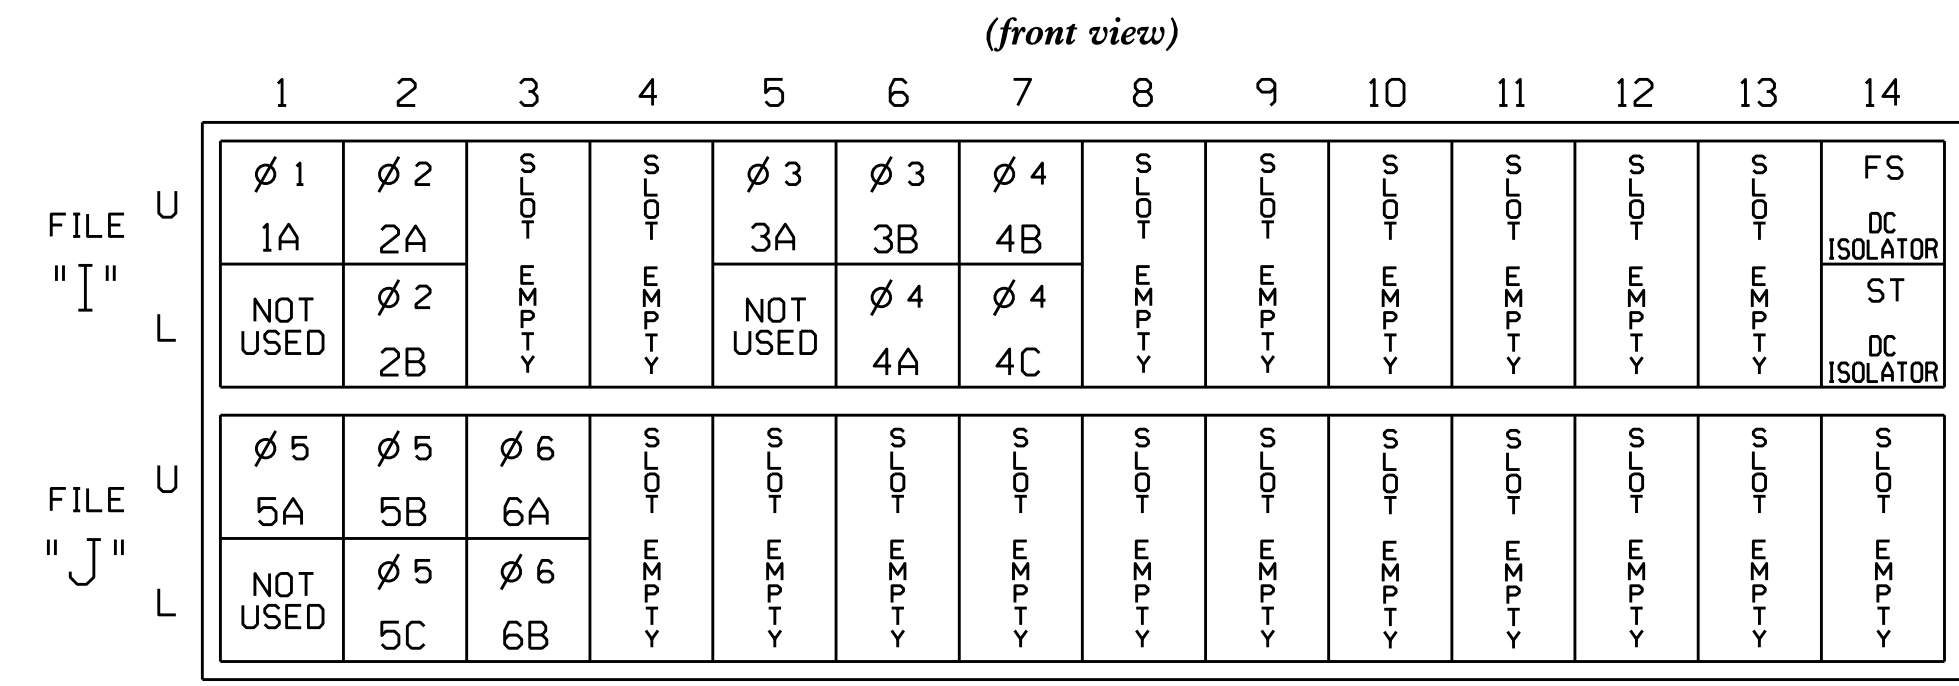 (front view)
1 2 3 4 5 6 7 8 9 10 11 12 13 14
FILE "I"
U
Ø 1 1A
Ø 2 2A
SLOT EMPTY
SLOT EMPTY
Ø 3 3A
Ø 3 3B
Ø 4 4B
SLOT EMPTY
SLOT EMPTY
SLOT EMPTY
SLOT EMPTY
SLOT EMPTY
SLOT EMPTY
FS DC ISOLATOR
L
NOT USED
Ø 2 2B
NOT USED
Ø 4 4A
Ø 4 4C
ST DC ISOLATOR
FILE "J"
U
Ø 5 5A
Ø 5 5B
Ø 6 6A
SLOT EMPTY
SLOT EMPTY
SLOT EMPTY
SLOT EMPTY
SLOT EMPTY
SLOT EMPTY
SLOT EMPTY
SLOT EMPTY
SLOT EMPTY
SLOT EMPTY
SLOT EMPTY
L
NOT USED
Ø 5 5C
Ø 6 6B